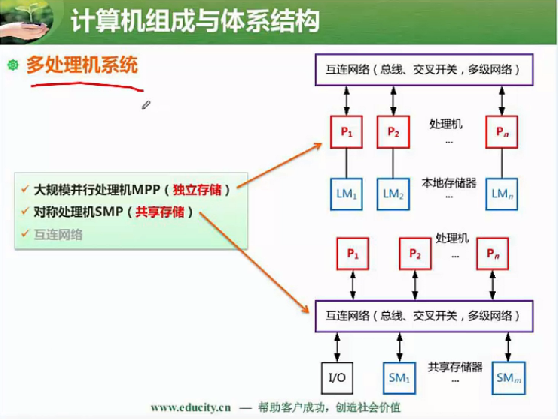 计算机组成与体系结构
多处理机系统
大规模并行处理机MPP（独立存储）
对称处理机SMP（共享存储）
互连网络
互连网络（总线、交叉开关，多级网络）
P1 P2 处理机 ... Pn
LM1 LM2 本地存储器 ... LMn
处理机
P1 P2 ... Pn
互连网络（总线、交叉开关，多级网络）
I/O SM1 共享存储器 ... SMm
www.educity.cn — 帮助客户成功，创造社会价值